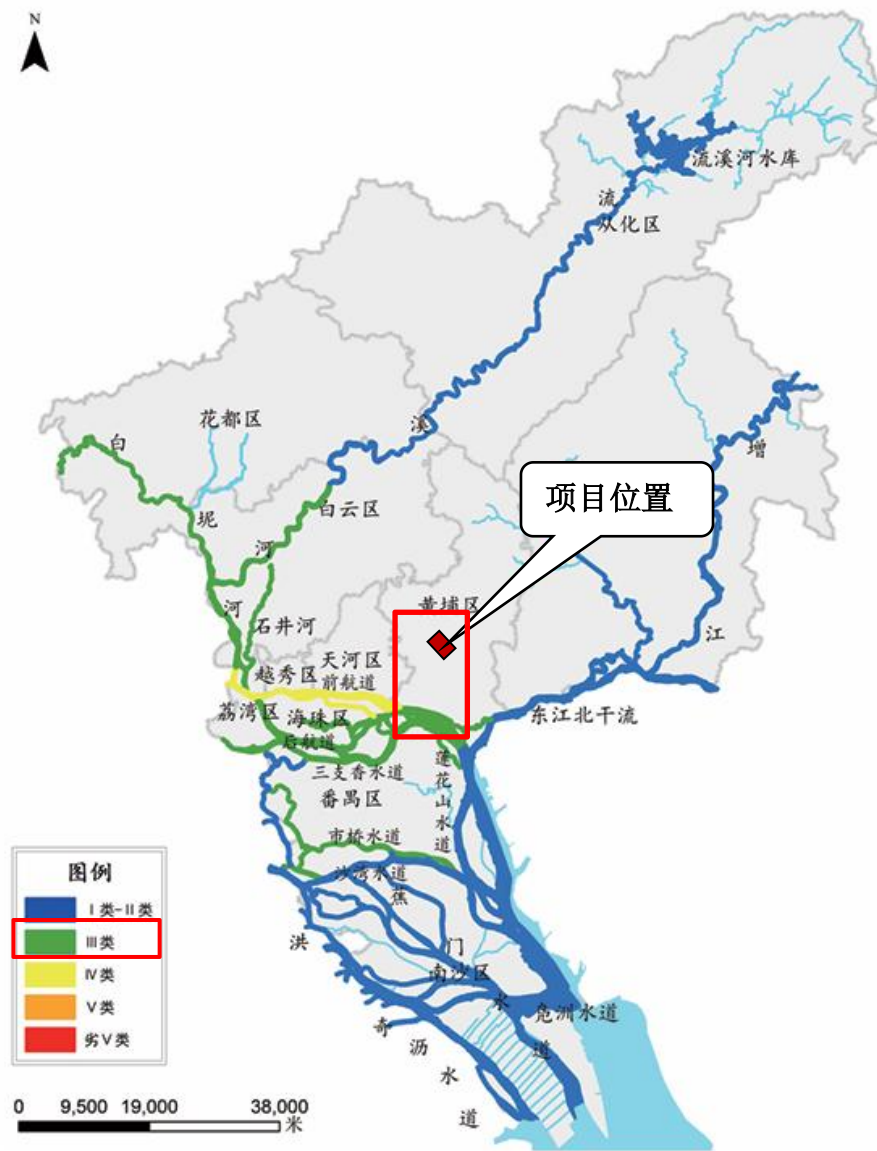 N
流溪河水库
流
从化区
花都区
白
溪
增
项目位置
白云区
坭
河
黄埔区
河
石井河
江
天河区
越秀区
前航道
荔湾区
海珠区
东江北干流
后航道
三支香水道
莲花山水道
番禺区
市桥水道
沙湾水道
蕉
洪
门
南沙区
水
凫洲水道
奇
道
沥
水
道
图例
Ⅰ类-Ⅱ类
Ⅲ类
Ⅳ类
Ⅴ类
劣Ⅴ类
0 9,500 19,000 38,000
米